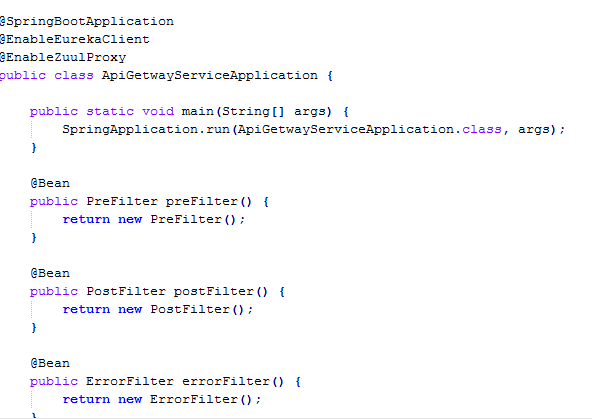 @SpringBootApplication
@EnableEurekaClient
@EnableZuulProxy
public class ApiGetwayServiceApplication {
public static void main(String[] args) {
SpringApplication.run(ApiGetwayServiceApplication.class, args);
}
@Bean
public PreFilter preFilter() {
return new PreFilter();
}
@Bean
public PostFilter postFilter() {
return new PostFilter();
}
@Bean
public ErrorFilter errorFilter() {
return new ErrorFilter();
}